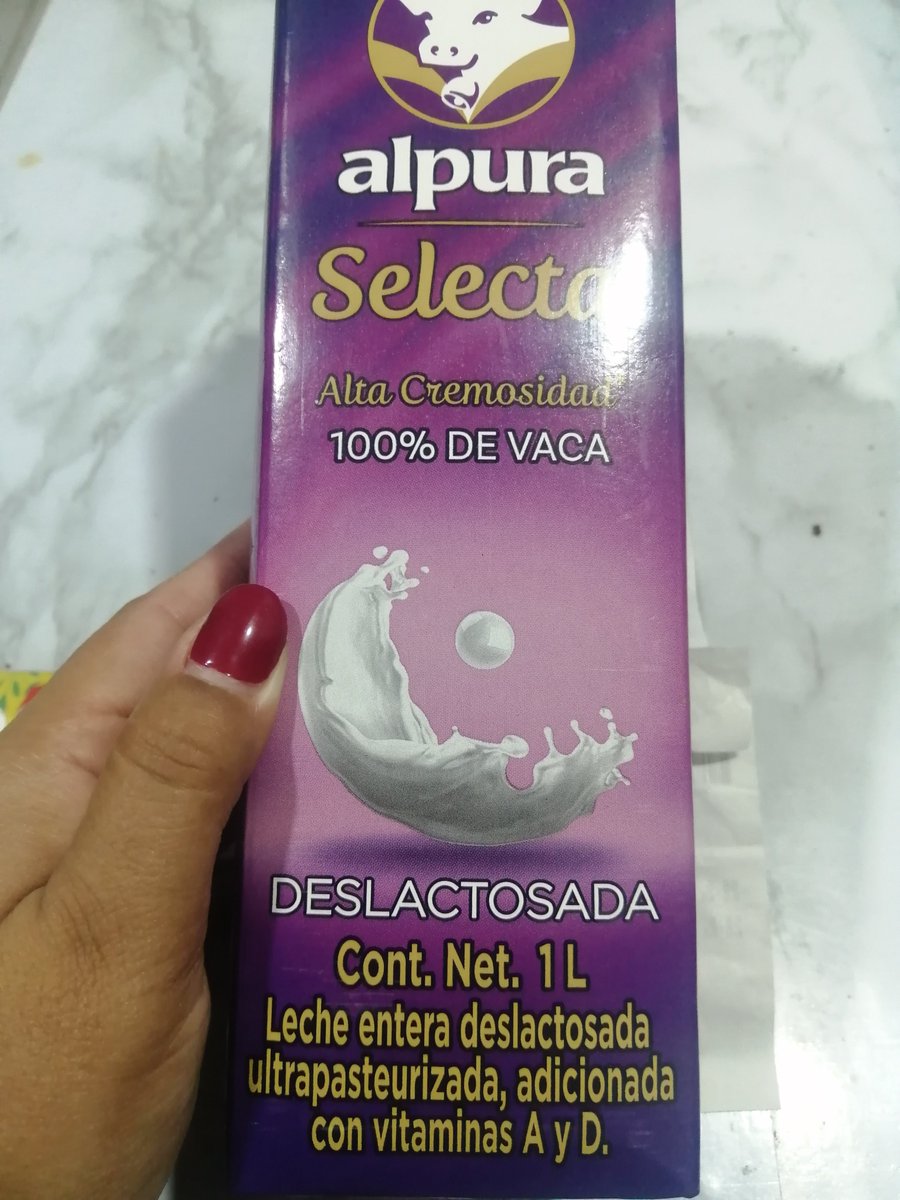 alpura
Selecta
Alta Cremosidad
100% DE VACA
DESLACTOSADA
Cont. Net. 1 L
Leche entera deslactosada
ultrapasteurizada, adicionada
con vitaminas A y D.